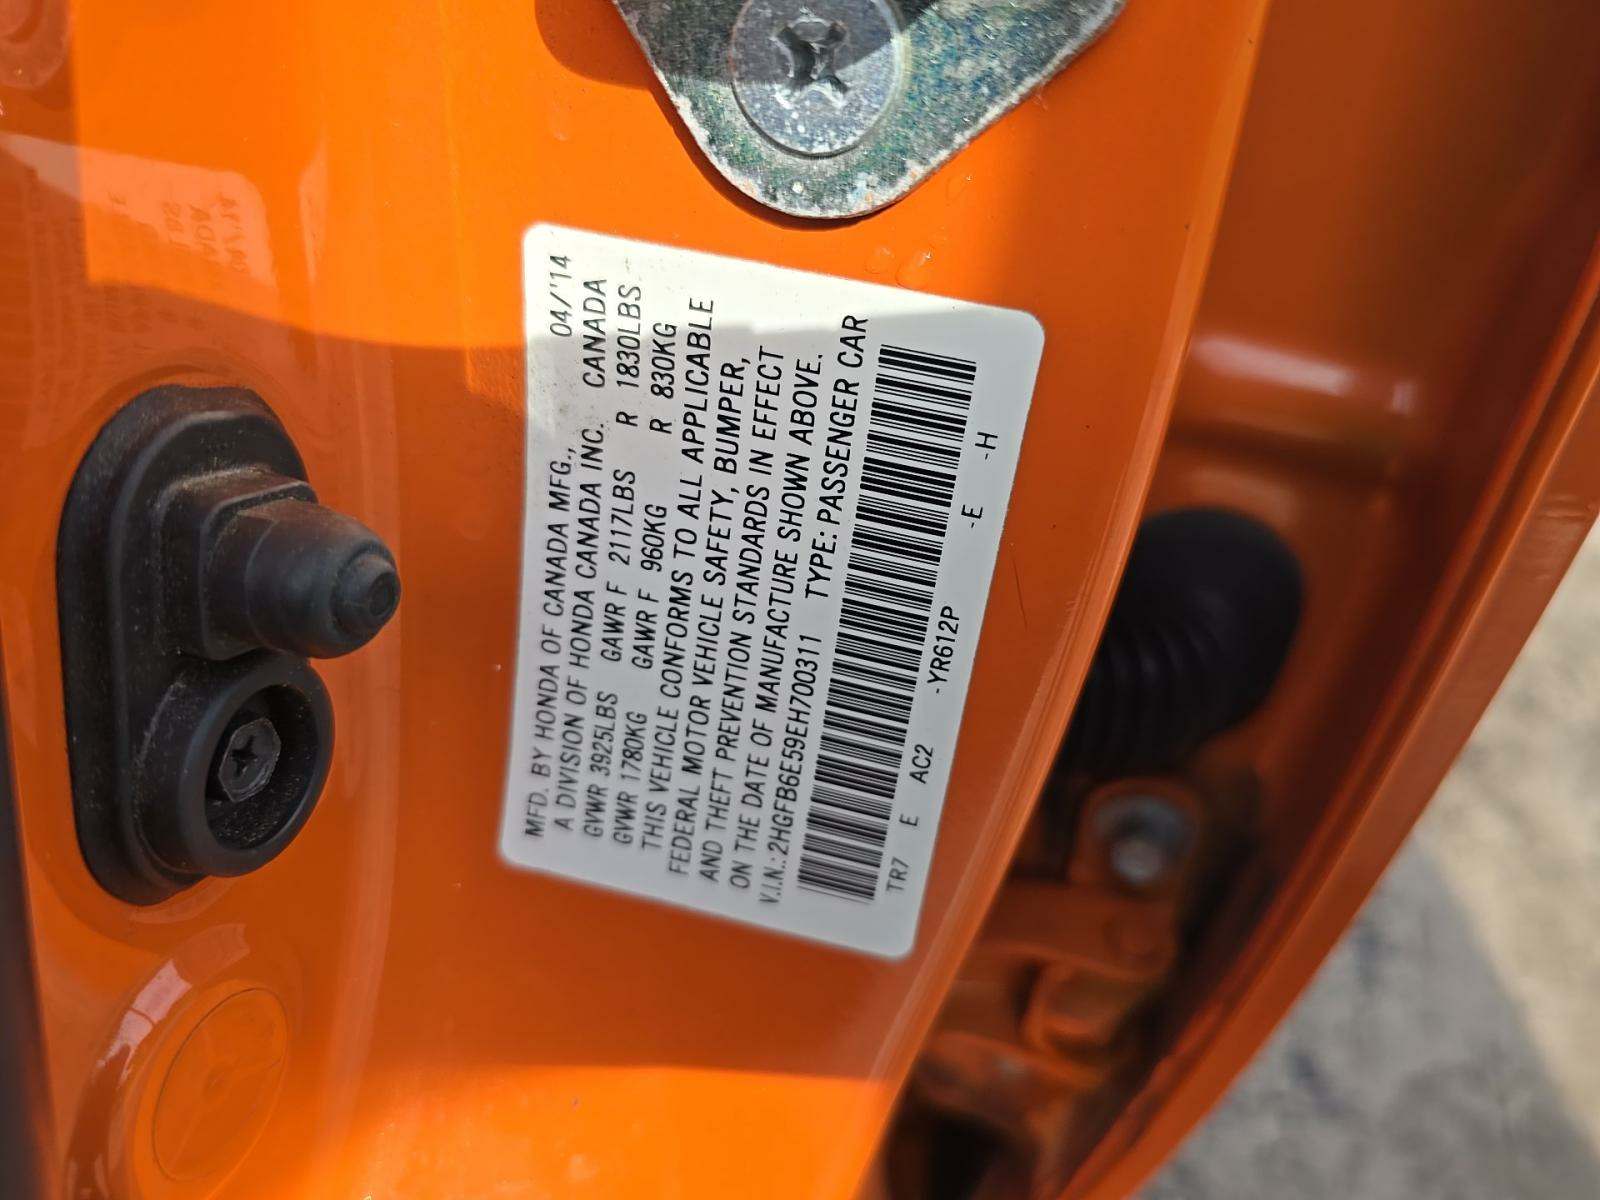 MFD. BY HONDA OF CANADA MFG., 04/'14
A DIVISION OF HONDA CANADA INC. CANADA
GVWR 3925LBS GAWR F 2117LBS R 1830LBS
GVWR 1780KG GAWR F 960KG R 830KG
THIS VEHICLE CONFORMS TO ALL APPLICABLE
FEDERAL MOTOR VEHICLE SAFETY, BUMPER,
AND THEFT PREVENTION STANDARDS IN EFFECT
ON THE DATE OF MANUFACTURE SHOWN ABOVE.
V.I.N.:2HGFB6E59EH700311 TYPE: PASSENGER CAR
TR7 E AC2 -YR612P -E -H